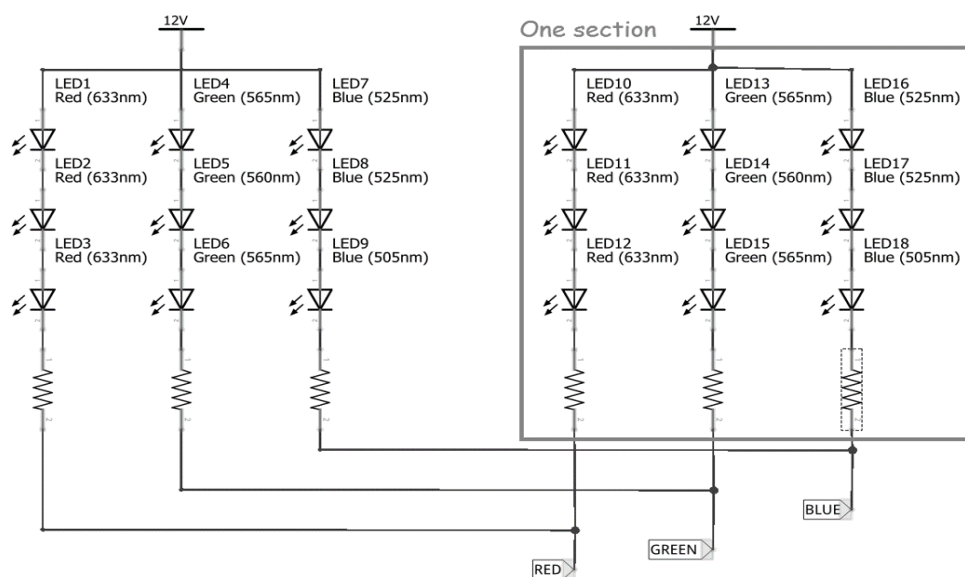 12V
One section
12V
LED1
Red (633nm)
LED4
Green (565nm)
LED7
Blue (525nm)
LED10
Red (633nm)
LED13
Green (565nm)
LED16
Blue (525nm)
LED2
Red (633nm)
LED5
Green (560nm)
LED8
Blue (525nm)
LED11
Red (633nm)
LED14
Green (560nm)
LED17
Blue (525nm)
LED3
Red (633nm)
LED6
Green (565nm)
LED9
Blue (505nm)
LED12
Red (633nm)
LED15
Green (565nm)
LED18
Blue (505nm)
BLUE
GREEN
RED